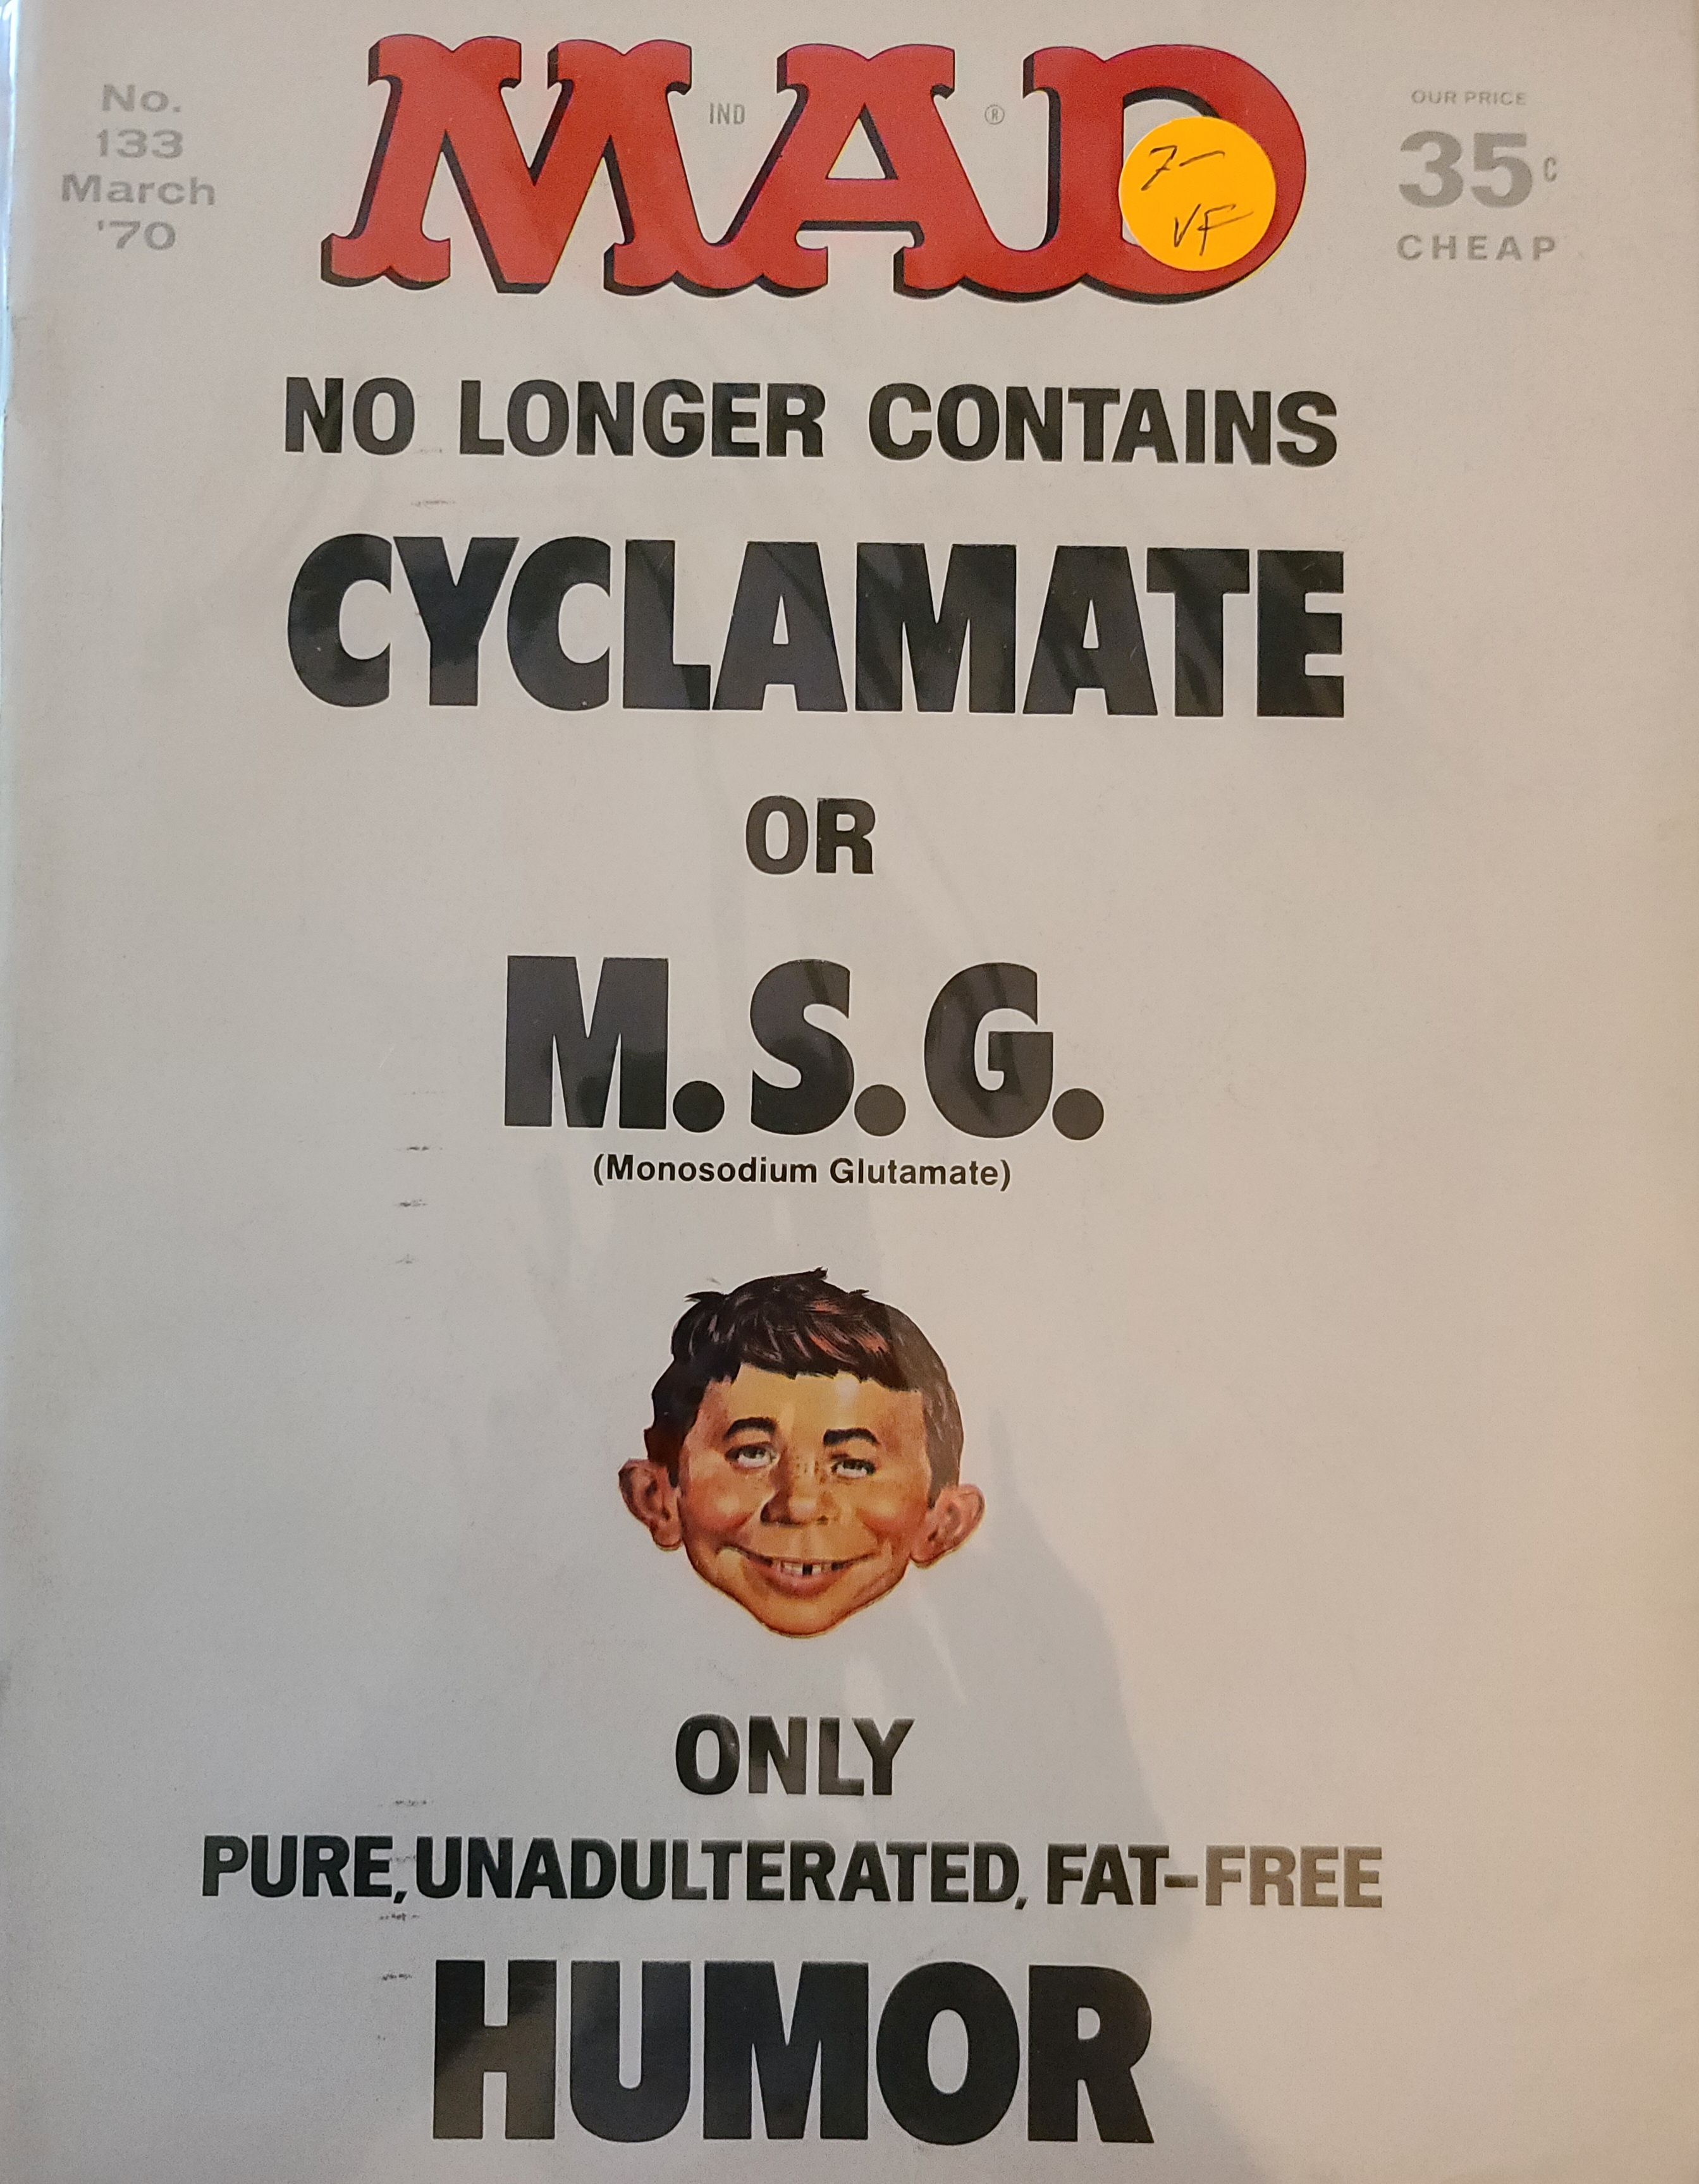 No.
133
March
'70
MAD
IND
®
OUR PRICE
35c
CHEAP
7-
VF
NO LONGER CONTAINS
CYCLAMATE
OR
M.S.G.
(Monosodium Glutamate)
ONLY
PURE, UNADULTERATED, FAT-FREE
HUMOR